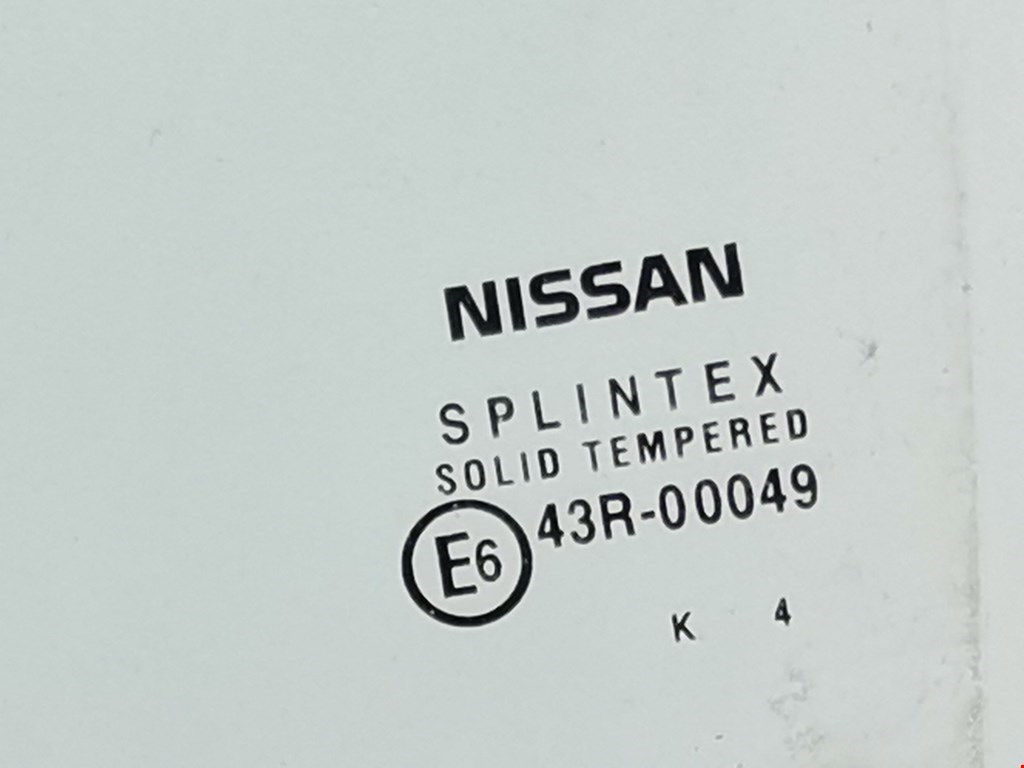 NISSAN
SPLINTEX
SOLID TEMPERED
E6 43R-00049
K 4